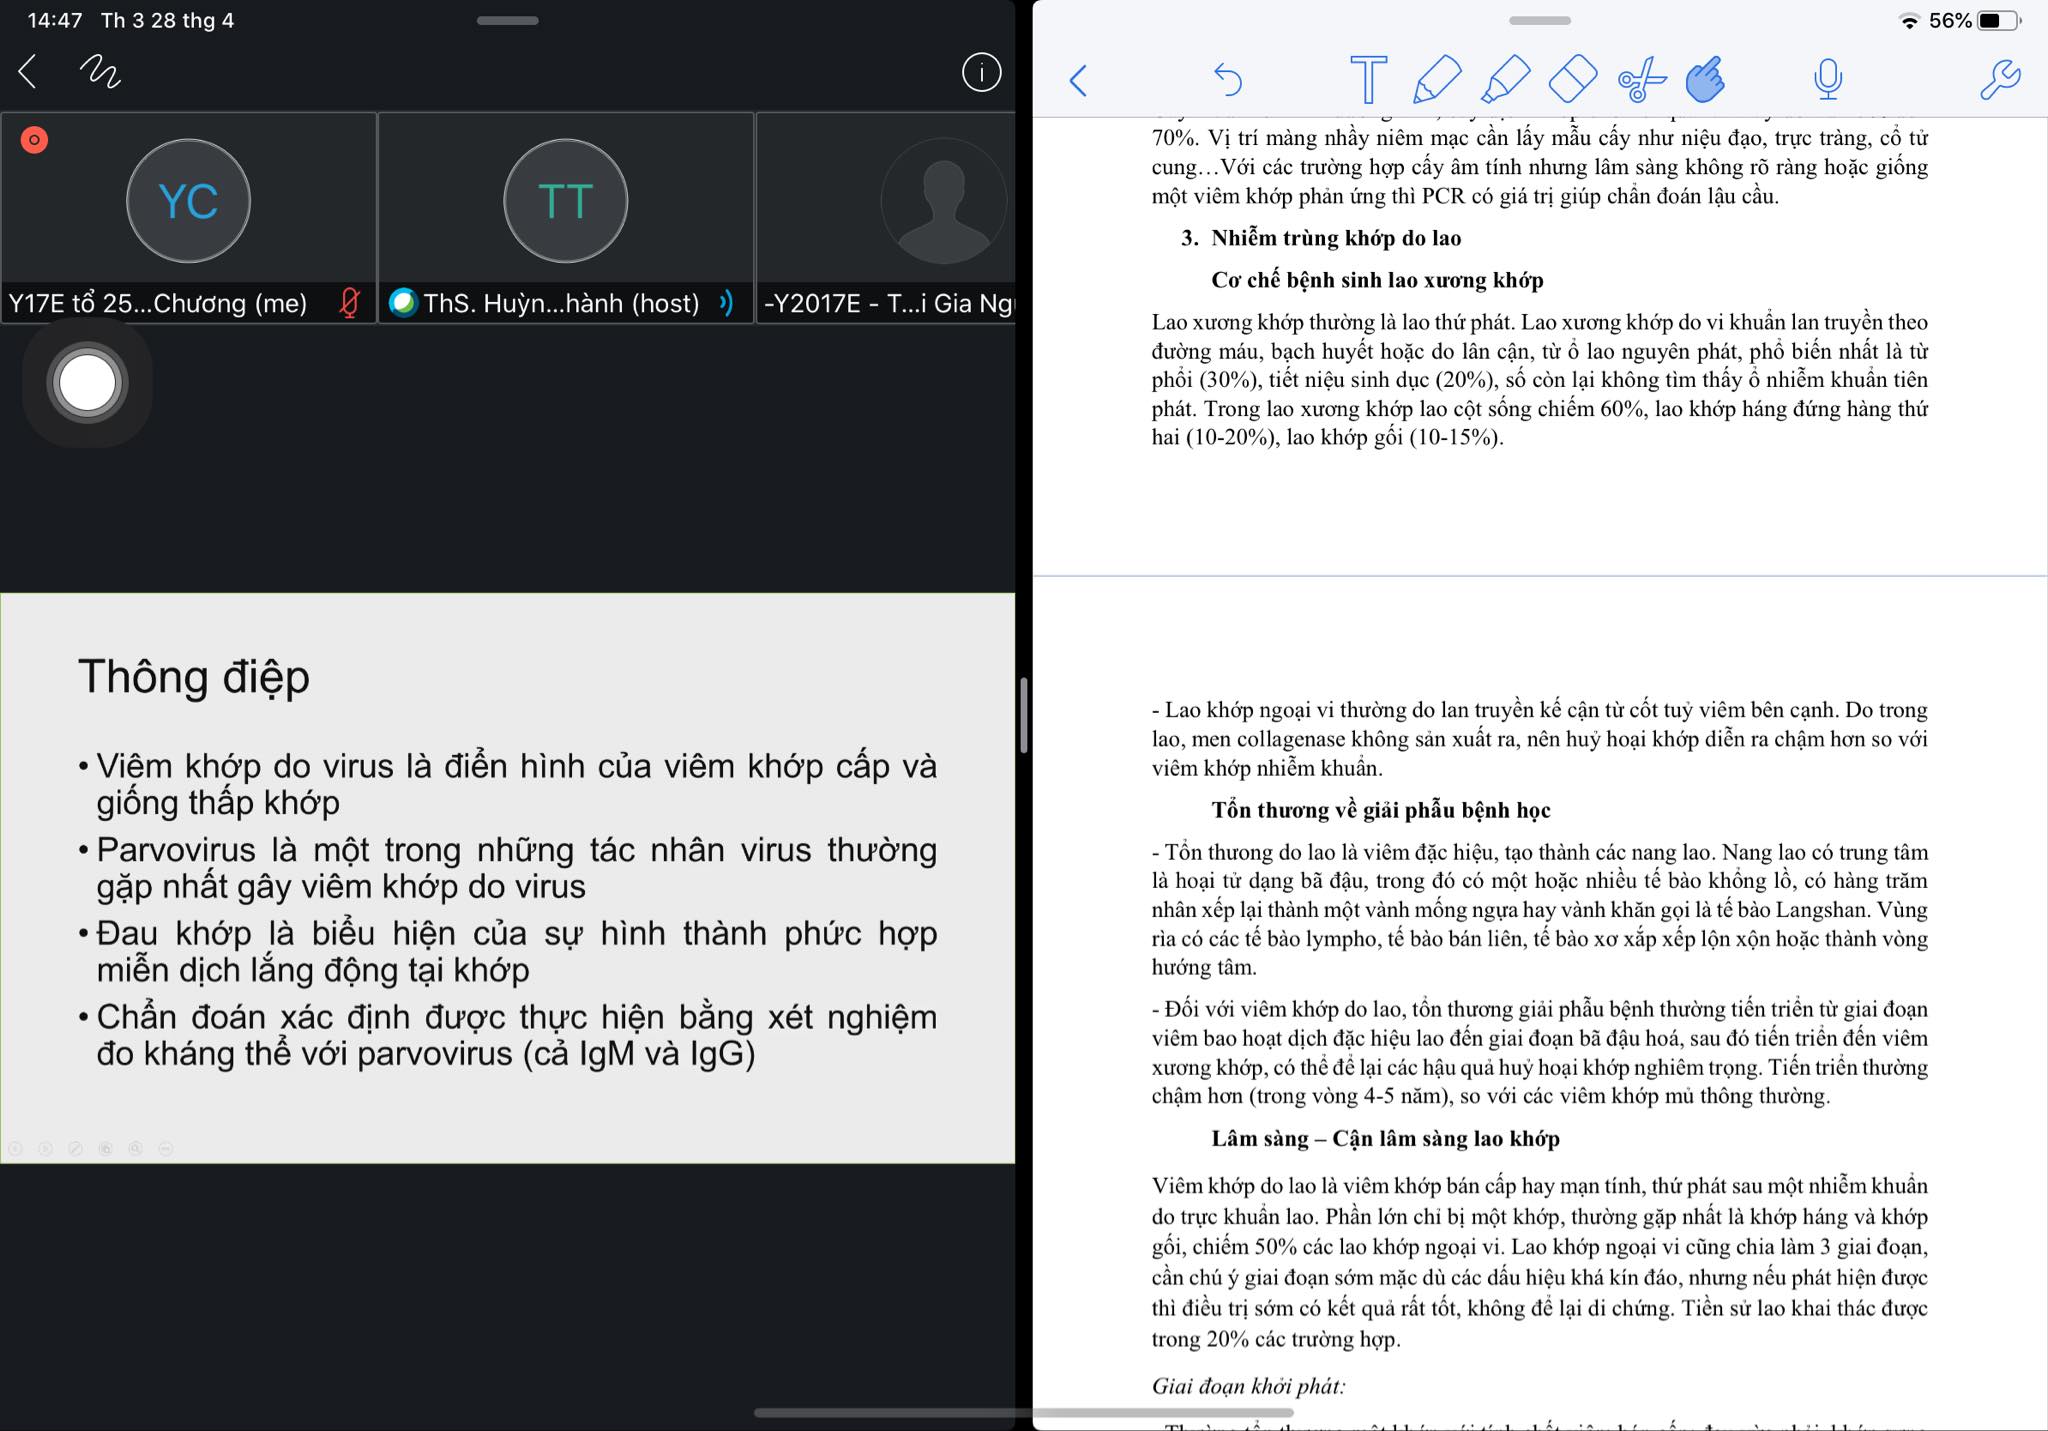 14:47 Th 3 28 thg 4
56%
YC
TT
Y17E tổ 25...Chương (me)
ThS. Huỳn...hành (host)
-Y2017E - T...i Gia Ng
Thông điệp
• Viêm khớp do virus là điển hình của viêm khớp cấp và
giống thấp khớp
• Parvovirus là một trong những tác nhân virus thường
gặp nhất gây viêm khớp do virus
• Đau khớp là biểu hiện của sự hình thành phức hợp
miễn dịch lắng động tại khớp
• Chẩn đoán xác định được thực hiện bằng xét nghiệm
đo kháng thể với parvovirus (cả IgM và IgG)
70%. Vị trí màng nhầy niêm mạc cần lấy mẫu cấy như niệu đạo, trực tràng, cổ tử
cung…Với các trường hợp cấy âm tính nhưng lâm sàng không rõ ràng hoặc giống
một viêm khớp phản ứng thì PCR có giá trị giúp chẩn đoán lậu cầu.
3. Nhiễm trùng khớp do lao
Cơ chế bệnh sinh lao xương khớp
Lao xương khớp thường là lao thứ phát. Lao xương khớp do vi khuẩn lan truyền theo
đường máu, bạch huyết hoặc do lân cận, từ ổ lao nguyên phát, phổ biến nhất là từ
phổi (30%), tiết niệu sinh dục (20%), số còn lại không tìm thấy ổ nhiễm khuẩn tiên
phát. Trong lao xương khớp lao cột sống chiếm 60%, lao khớp háng đứng hàng thứ
hai (10-20%), lao khớp gối (10-15%).
- Lao khớp ngoại vi thường do lan truyền kế cận từ cốt tuỷ viêm bên cạnh. Do trong
lao, men collagenase không sản xuất ra, nên huỷ hoại khớp diễn ra chậm hơn so với
viêm khớp nhiễm khuẩn.
Tổn thương về giải phẫu bệnh học
- Tổn thưong do lao là viêm đặc hiệu, tạo thành các nang lao. Nang lao có trung tâm
là hoại tử dạng bã đậu, trong đó có một hoặc nhiều tế bào khổng lồ, có hàng trăm
nhân xếp lại thành một vành mống ngựa hay vành khăn gọi là tế bào Langshan. Vùng
rìa có các tế bào lympho, tế bào bán liên, tế bào xơ xắp xếp lộn xộn hoặc thành vòng
hướng tâm.
- Đối với viêm khớp do lao, tổn thương giải phẫu bệnh thường tiến triển từ giai đoạn
viêm bao hoạt dịch đặc hiệu lao đến giai đoạn bã đậu hoá, sau đó tiến triển đến viêm
xương khớp, có thể để lại các hậu quả huỷ hoại khớp nghiêm trọng. Tiến triển thường
chậm hơn (trong vòng 4-5 năm), so với các viêm khớp mủ thông thường.
Lâm sàng – Cận lâm sàng lao khớp
Viêm khớp do lao là viêm khớp bán cấp hay mạn tính, thứ phát sau một nhiễm khuẩn
do trực khuẩn lao. Phần lớn chỉ bị một khớp, thường gặp nhất là khớp háng và khớp
gối, chiếm 50% các lao khớp ngoại vi. Lao khớp ngoại vi cũng chia làm 3 giai đoạn,
cần chú ý giai đoạn sớm mặc dù các dấu hiệu khá kín đáo, nhưng nếu phát hiện được
thì điều trị sớm có kết quả rất tốt, không để lại di chứng. Tiền sử lao khai thác được
trong 20% các trường hợp.
Giai đoạn khởi phát: